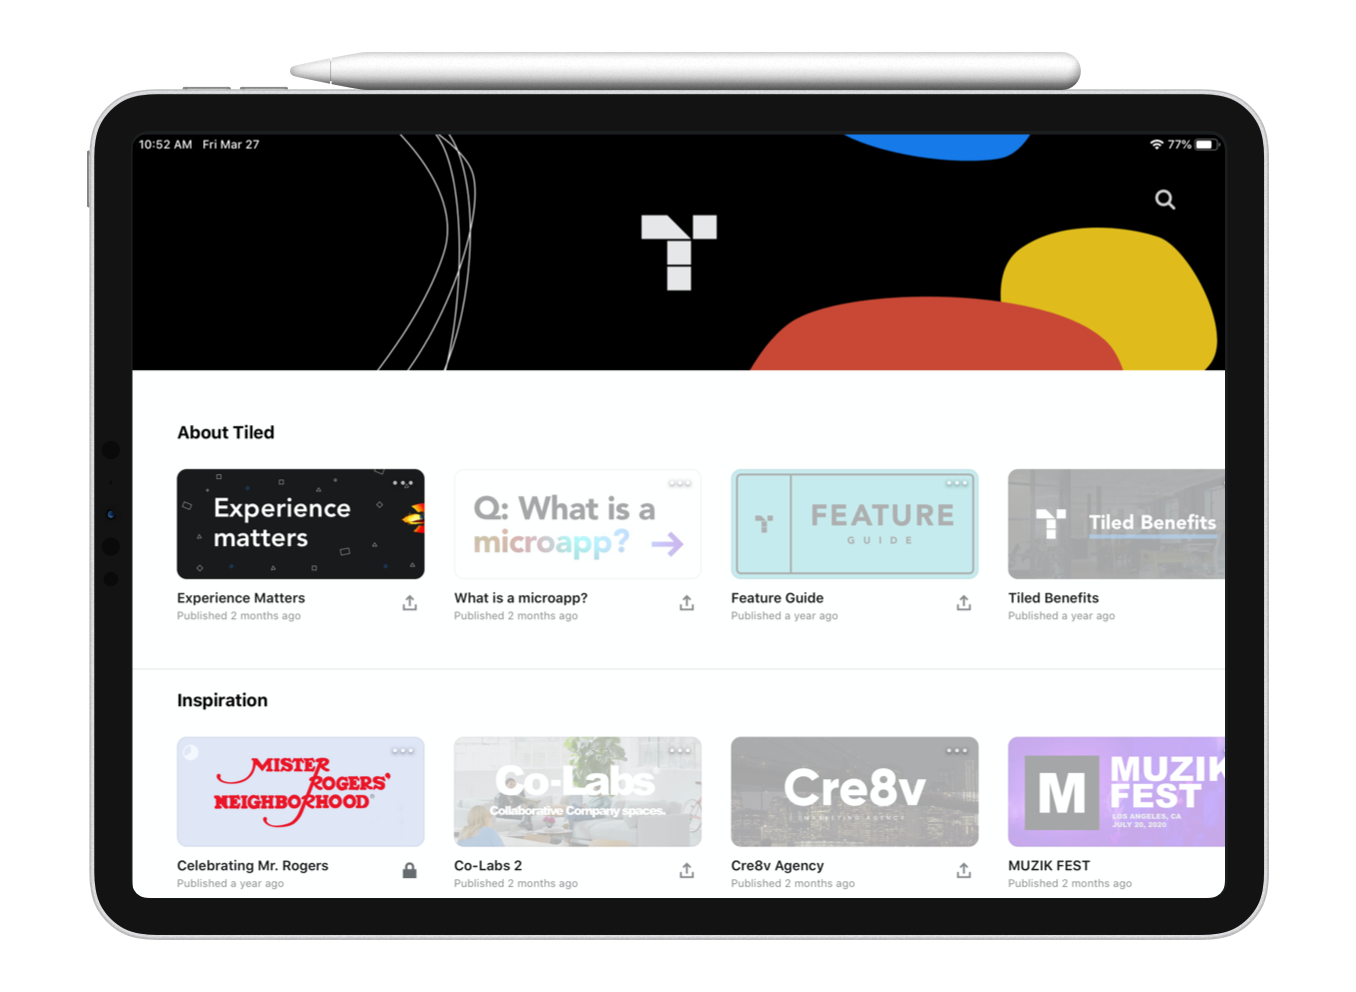 10:52 AM Fri Mar 27
77%
About Tiled
Experience
matters
Q: What is a
microapp?
FEATURE
GUIDE
Tiled Benefits
Experience Matters
Published 2 months ago
What is a microapp?
Published 2 months ago
Feature Guide
Published a year ago
Tiled Benefits
Published a year ago
Inspiration
MISTER
ROGERS'
NEIGHBORHOOD
Co-Labs
Collaborative Company spaces.
Cre8v
MARKETING AGENCY
M
MUZIK
FEST
LOS ANGELES, CA
JULY 20, 2020
Celebrating Mr. Rogers
Published a year ago
Co-Labs 2
Published 2 months ago
Cre8v Agency
Published 2 months ago
MUZIK FEST
Published 2 months ago